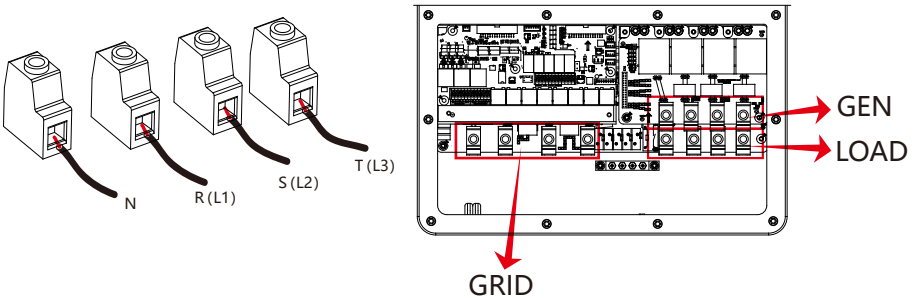 N
R (L1)
S (L2)
T (L3)
GEN
LOAD
GRID